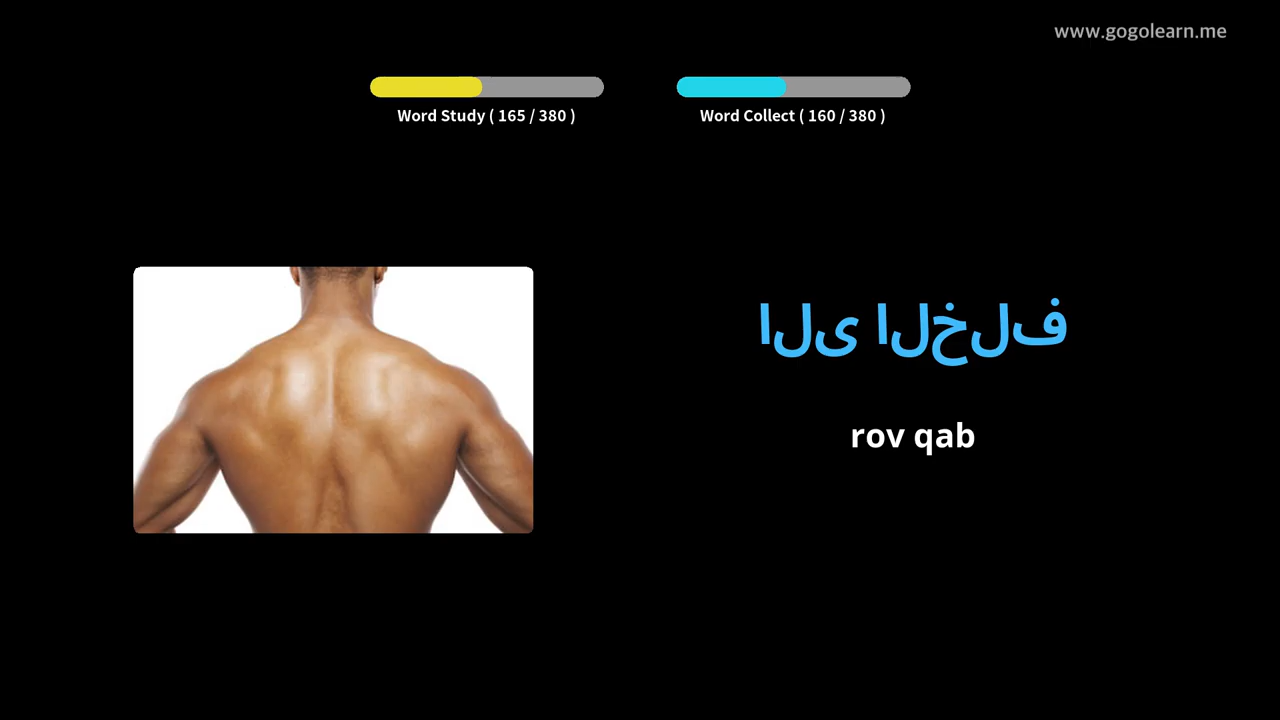 www.gogolearn.me
Word Study ( 165 / 380 )
Word Collect ( 160 / 380 )
الى الخلف
rov qab